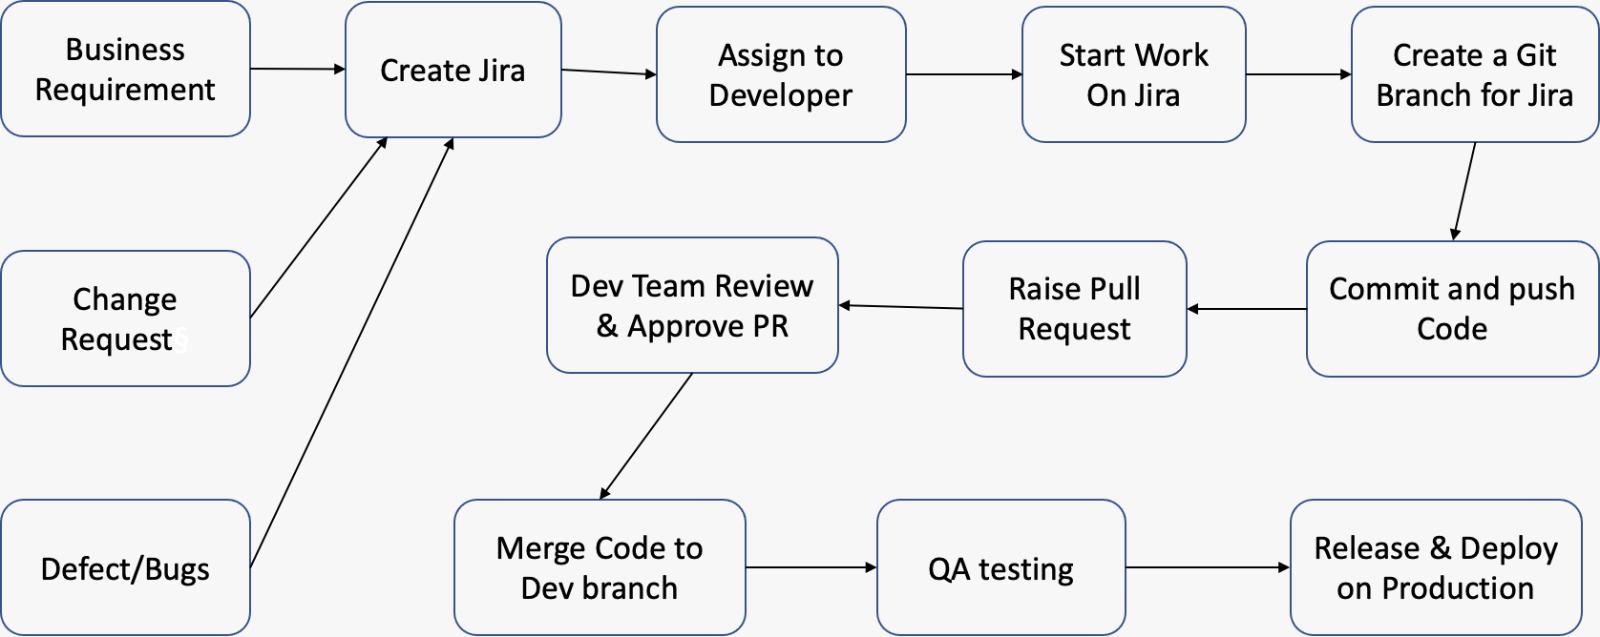 Business
Requirement
Create Jira
Assign to
Developer
Start Work
On Jira
Create a Git
Branch for Jira
Change
Request
Dev Team Review
& Approve PR
Raise Pull
Request
Commit and push
Code
Defect/Bugs
Merge Code to
Dev branch
QA testing
Release & Deploy
on Production